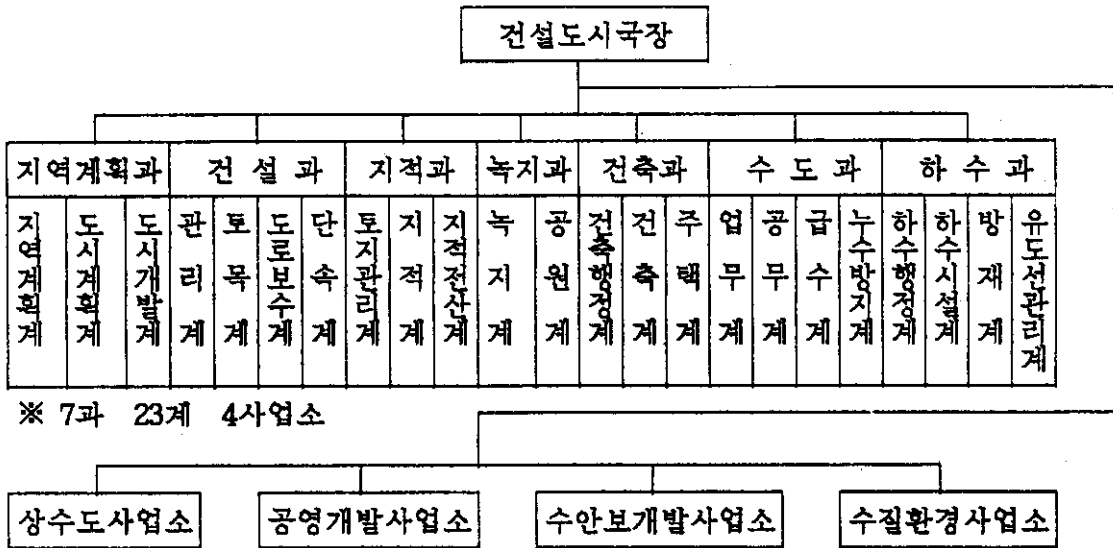 건설도시국장
지역계획과 건설과 지적과 녹지과 건축과 수도과 하수과
지역계획계 도시계획계 도시개발계 관리계 토목계 도로보수계 단속계 토지관리계 지적계 지적전산계 녹지계 공원계 건축행정계 건축계 주택계 업무계 공무계 급수계 누수방지계 하수행정계 하수시설계 방재계 유도선관리계
※ 7과 23계 4사업소
상수도사업소 공영개발사업소 수안보개발사업소 수질환경사업소